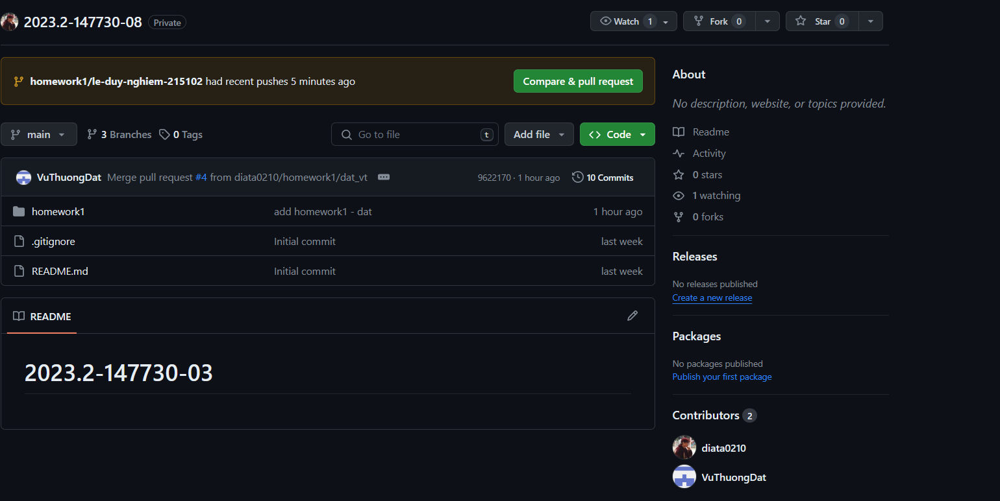 2023.2-147730-08 Private
Watch 1
Fork 0
Star 0
homework1/le-duy-nghiem-215102 had recent pushes 5 minutes ago
Compare & pull request
main
3 Branches
0 Tags
Go to file
t
Add file
Code
VuThuongDat Merge pull request #4 from diata0210/homework1/dat_vt
9622170 · 1 hour ago
10 Commits
homework1 add homework1 - dat 1 hour ago
.gitignore Initial commit last week
README.md Initial commit last week
README
2023.2-147730-03
About
No description, website, or topics provided.
Readme
Activity
0 stars
1 watching
0 forks
Releases
No releases published
Create a new release
Packages
No packages published
Publish your first package
Contributors 2
diata0210
VuThuongDat